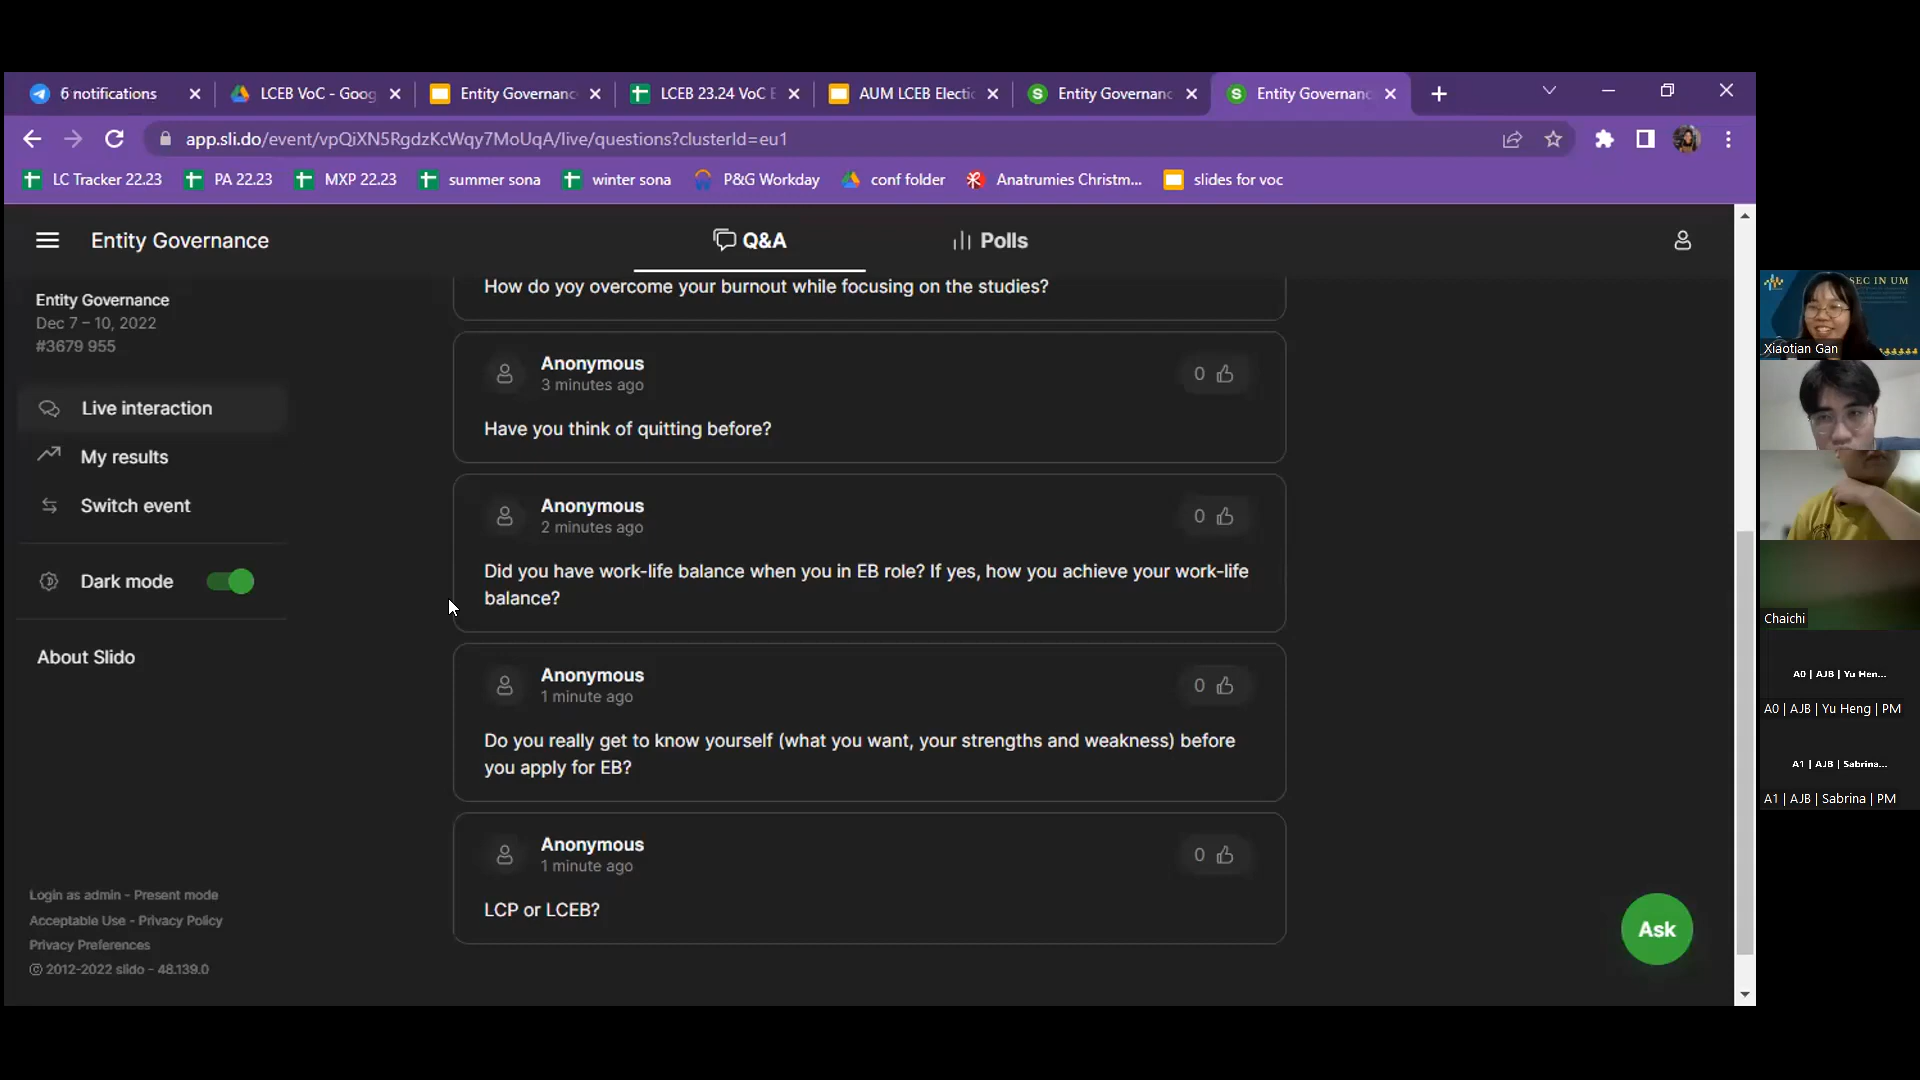 6 notifications
LCEB VoC - Goog
Entity Governanc
LCEB 23.24 VoC E
AUM LCEB Electi
Entity Governanc
Entity Governanc
app.sli.do/event/vpQiXN5RgdzKcWqy7MoUqA/live/questions?clusterId=eu1
LC Tracker 22.23
PA 22.23
MXP 22.23
summer sona
winter sona
P&G Workday
conf folder
Anatrumies Christm...
slides for voc
Entity Governance
Q&A
Polls
Entity Governance
Dec 7 – 10, 2022
#3679 955
Live interaction
My results
Switch event
Dark mode
About Slido
Login as admin - Present mode
Acceptable Use - Privacy Policy
Privacy Preferences
© 2012-2022 slido - 48.139.0
How do yoy overcome your burnout while focusing on the studies?
Anonymous
3 minutes ago
0
Have you think of quitting before?
Anonymous
2 minutes ago
0
Did you have work-life balance when you in EB role? If yes, how you achieve your work-life
balance?
Anonymous
1 minute ago
0
Do you really get to know yourself (what you want, your strengths and weakness) before
you apply for EB?
Anonymous
1 minute ago
0
LCP or LCEB?
Ask
SEC IN UM
Xiaotian Gan
Chaichi
A0 | AJB | Yu Hen...
A0 | AJB | Yu Heng | PM
A1 | AJB | Sabrina...
A1 | AJB | Sabrina | PM